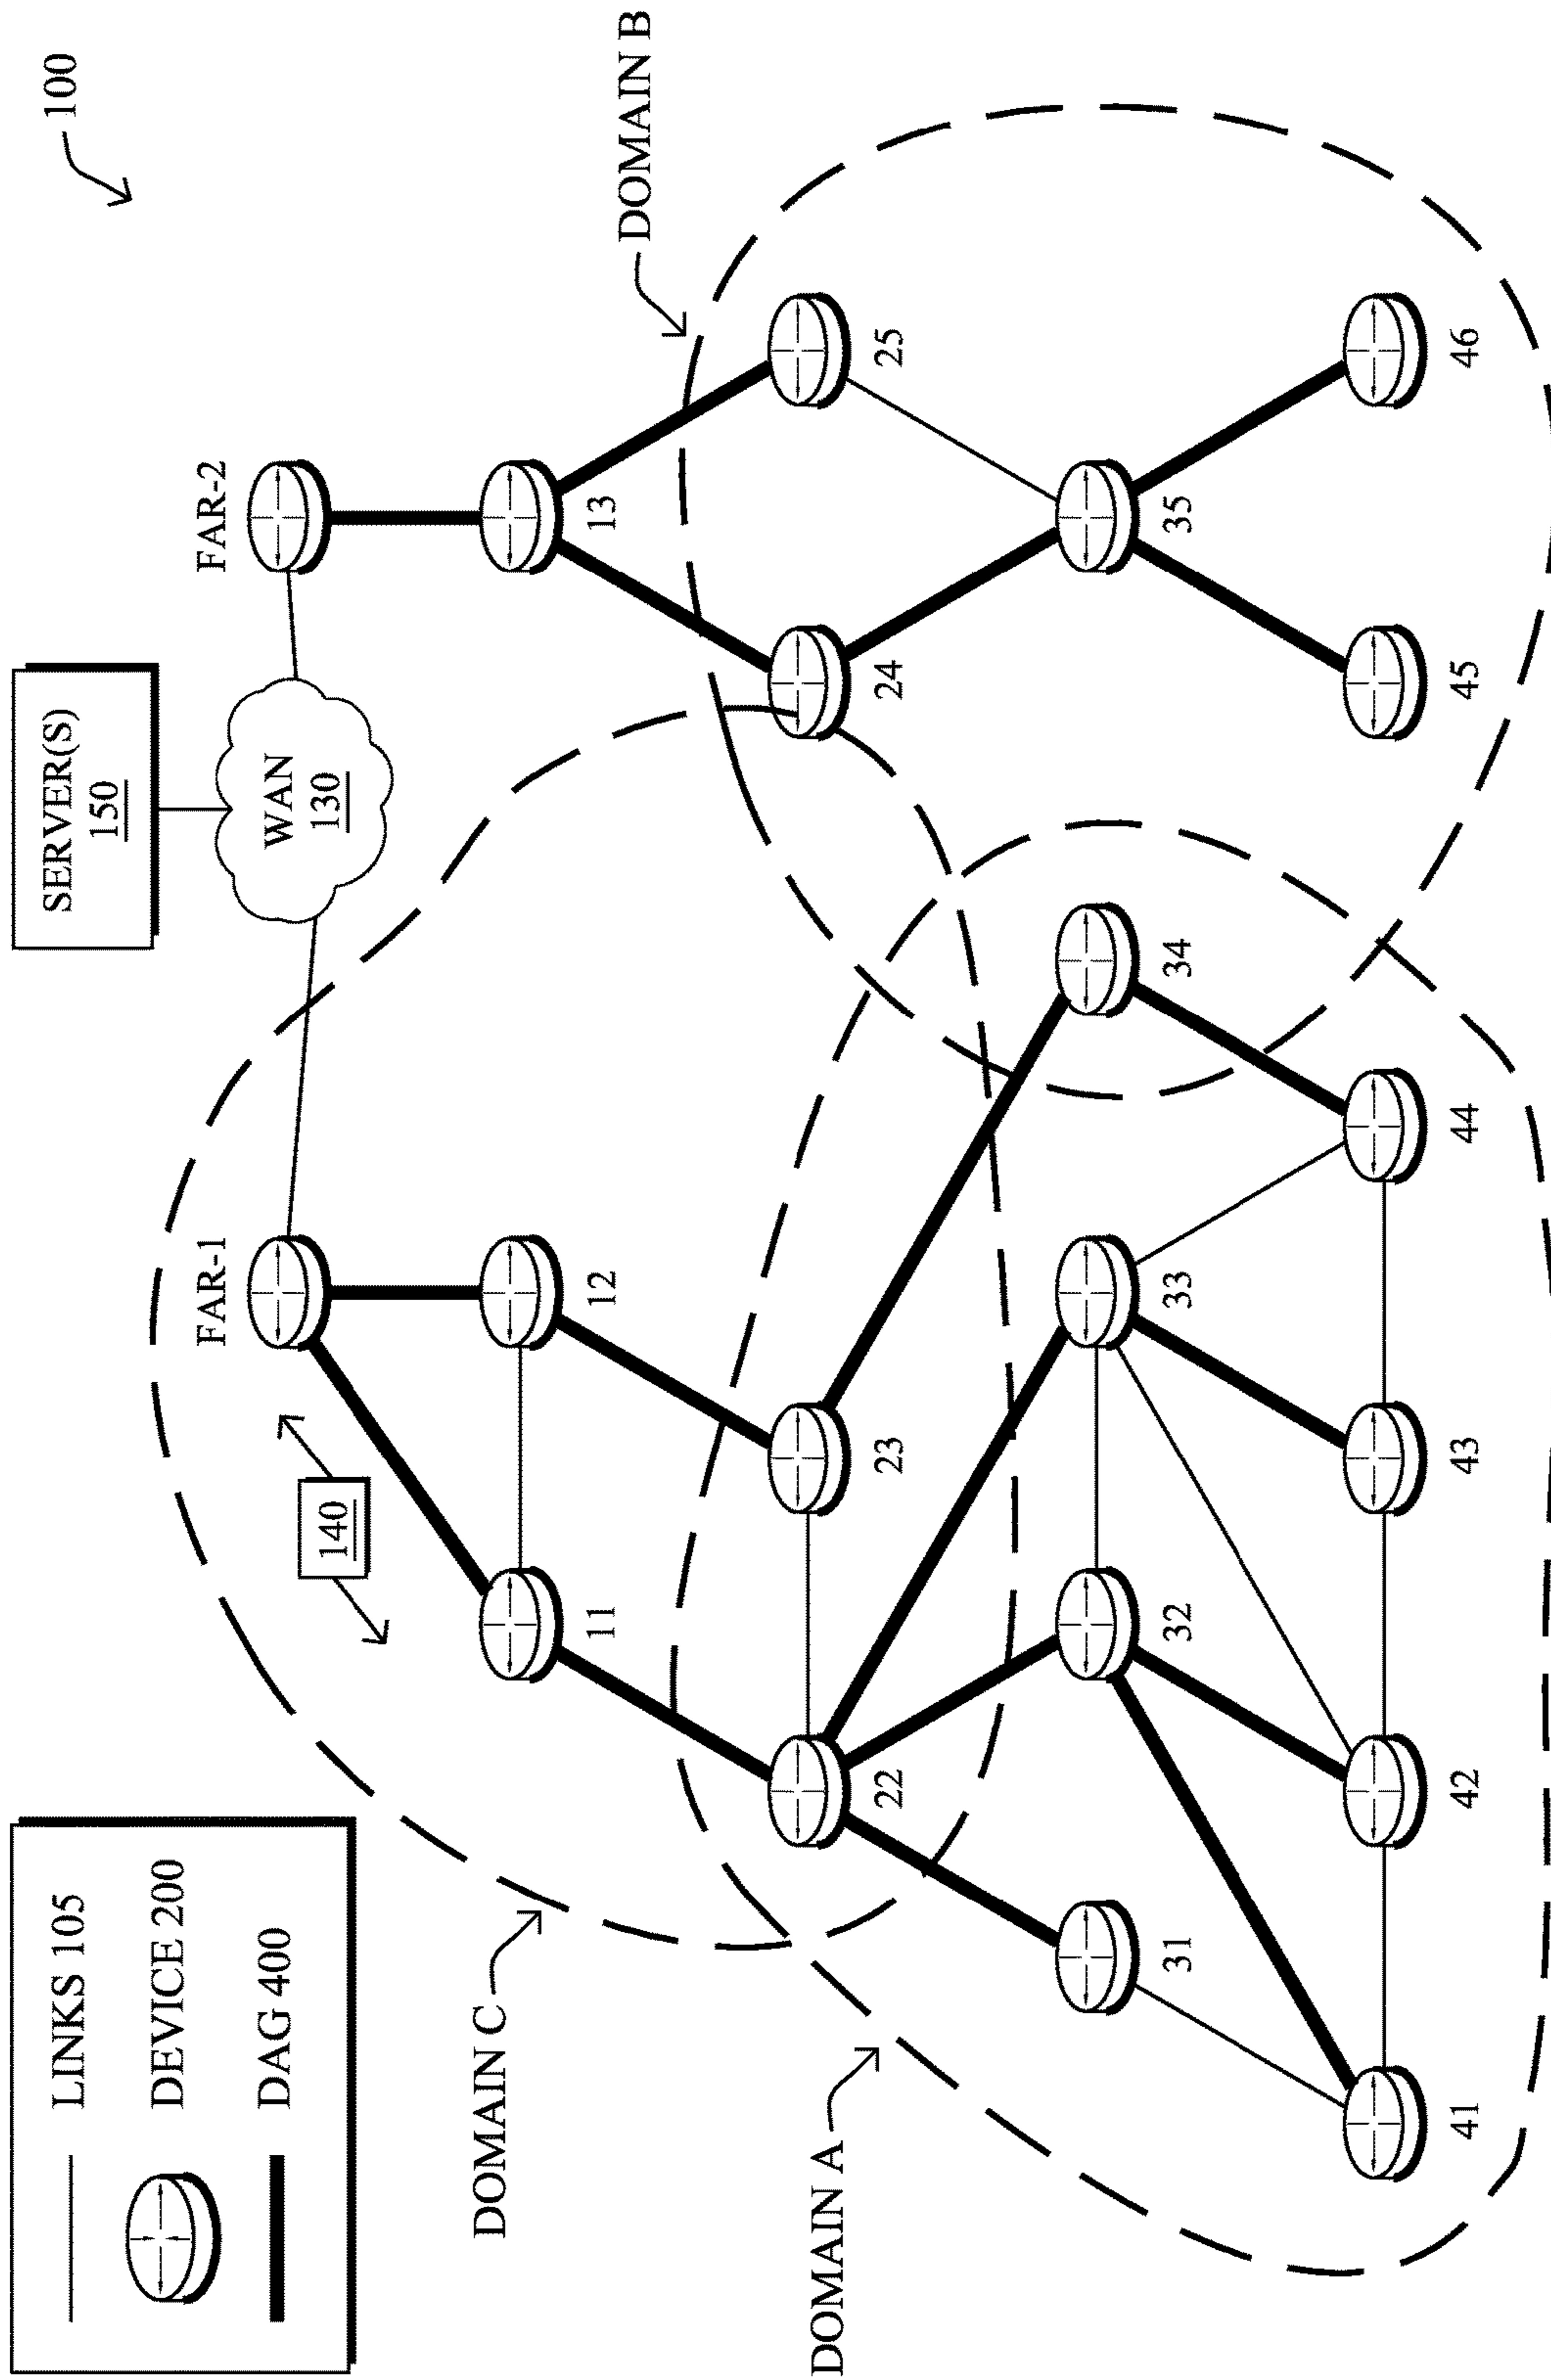 LINKS 105
DEVICE 200
DAG 400
SERVER(S)
150
100
WAN
130
FAR-1
FAR-2
140
DOMAIN C
11
12
13
DOMAIN B
22
23
24
25
DOMAIN A
31
32
33
34
35
41
42
43
44
45
46